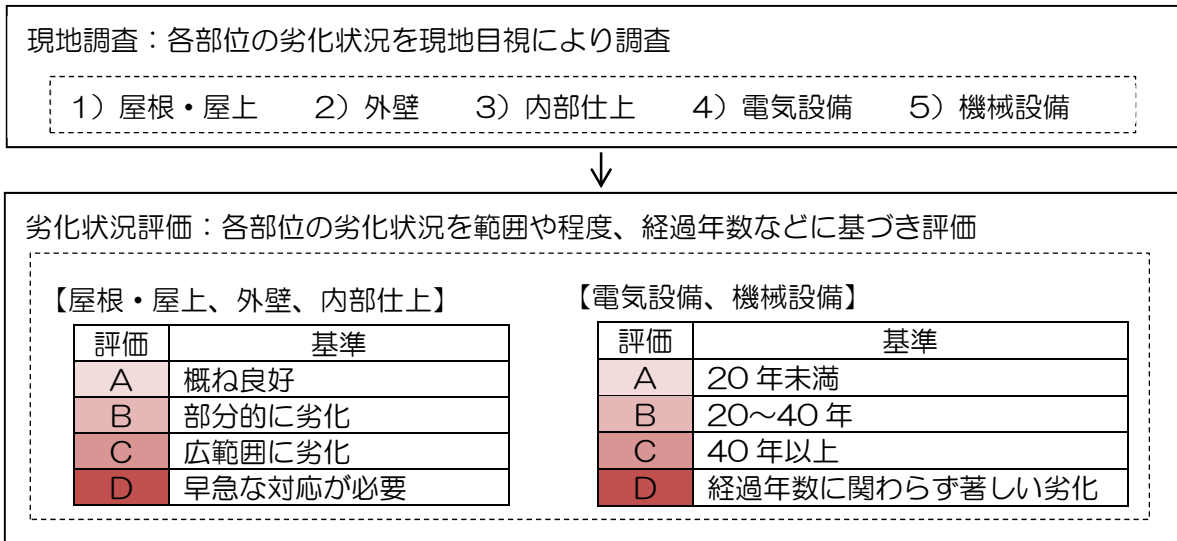 現地調査：各部位の劣化状況を現地目視により調査
1）屋根・屋上　2）外壁　3）内部仕上　4）電気設備　5）機械設備
↓
劣化状況評価：各部位の劣化状況を範囲や程度、経過年数などに基づき評価
【屋根・屋上、外壁、内部仕上】
評価　基準
A　概ね良好
B　部分的に劣化
C　広範囲に劣化
D　早急な対応が必要
【電気設備、機械設備】
評価　基準
A　20 年未満
B　20～40 年
C　40 年以上
D　経過年数に関わらず著しい劣化